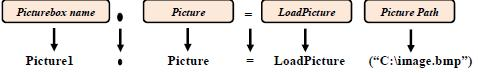 Picturebox name • Picture = LoadPicture Picture Path
Picture1 • Picture = LoadPicture (“C:\image.bmp”)